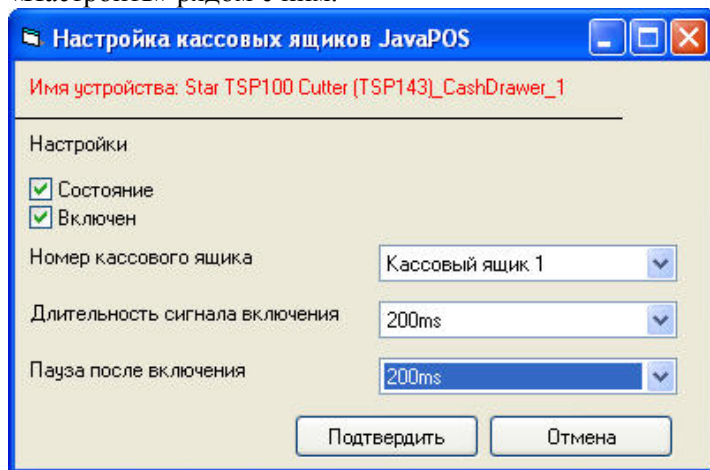 Настройка кассовых ящиков JavaPOS
Имя устройства: Star TSP100 Cutter (TSP143)_CashDrawer_1
Настройки
Состояние
Включен
Номер кассового ящика Кассовый ящик 1
Длительность сигнала включения 200ms
Пауза после включения 200ms
Подтвердить Отмена